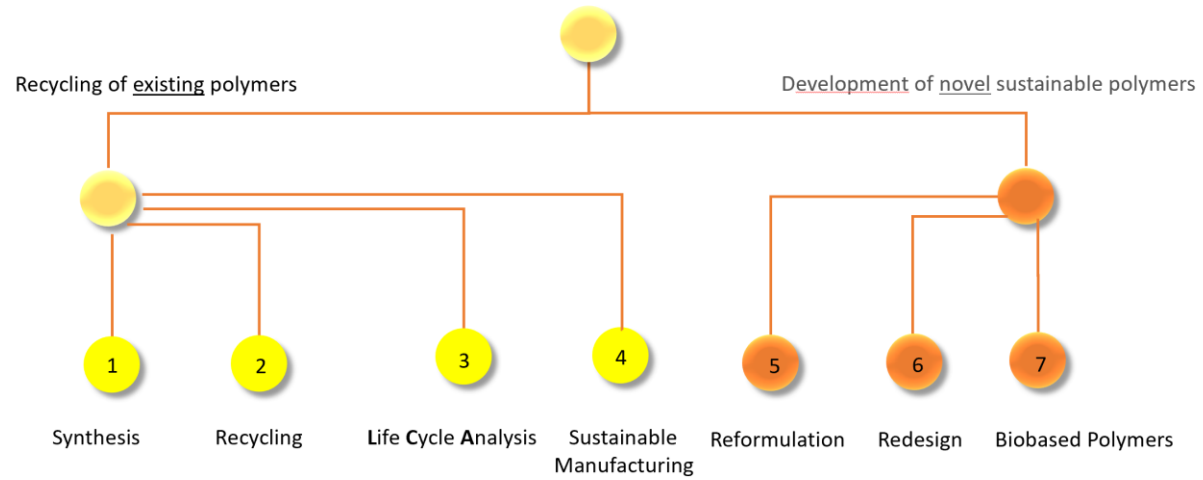 Recycling of existing polymers
Development of novel sustainable polymers
1
2
3
4
5
6
7
Synthesis
Recycling
Life Cycle Analysis
Sustainable
Manufacturing
Reformulation
Redesign
Biobased Polymers